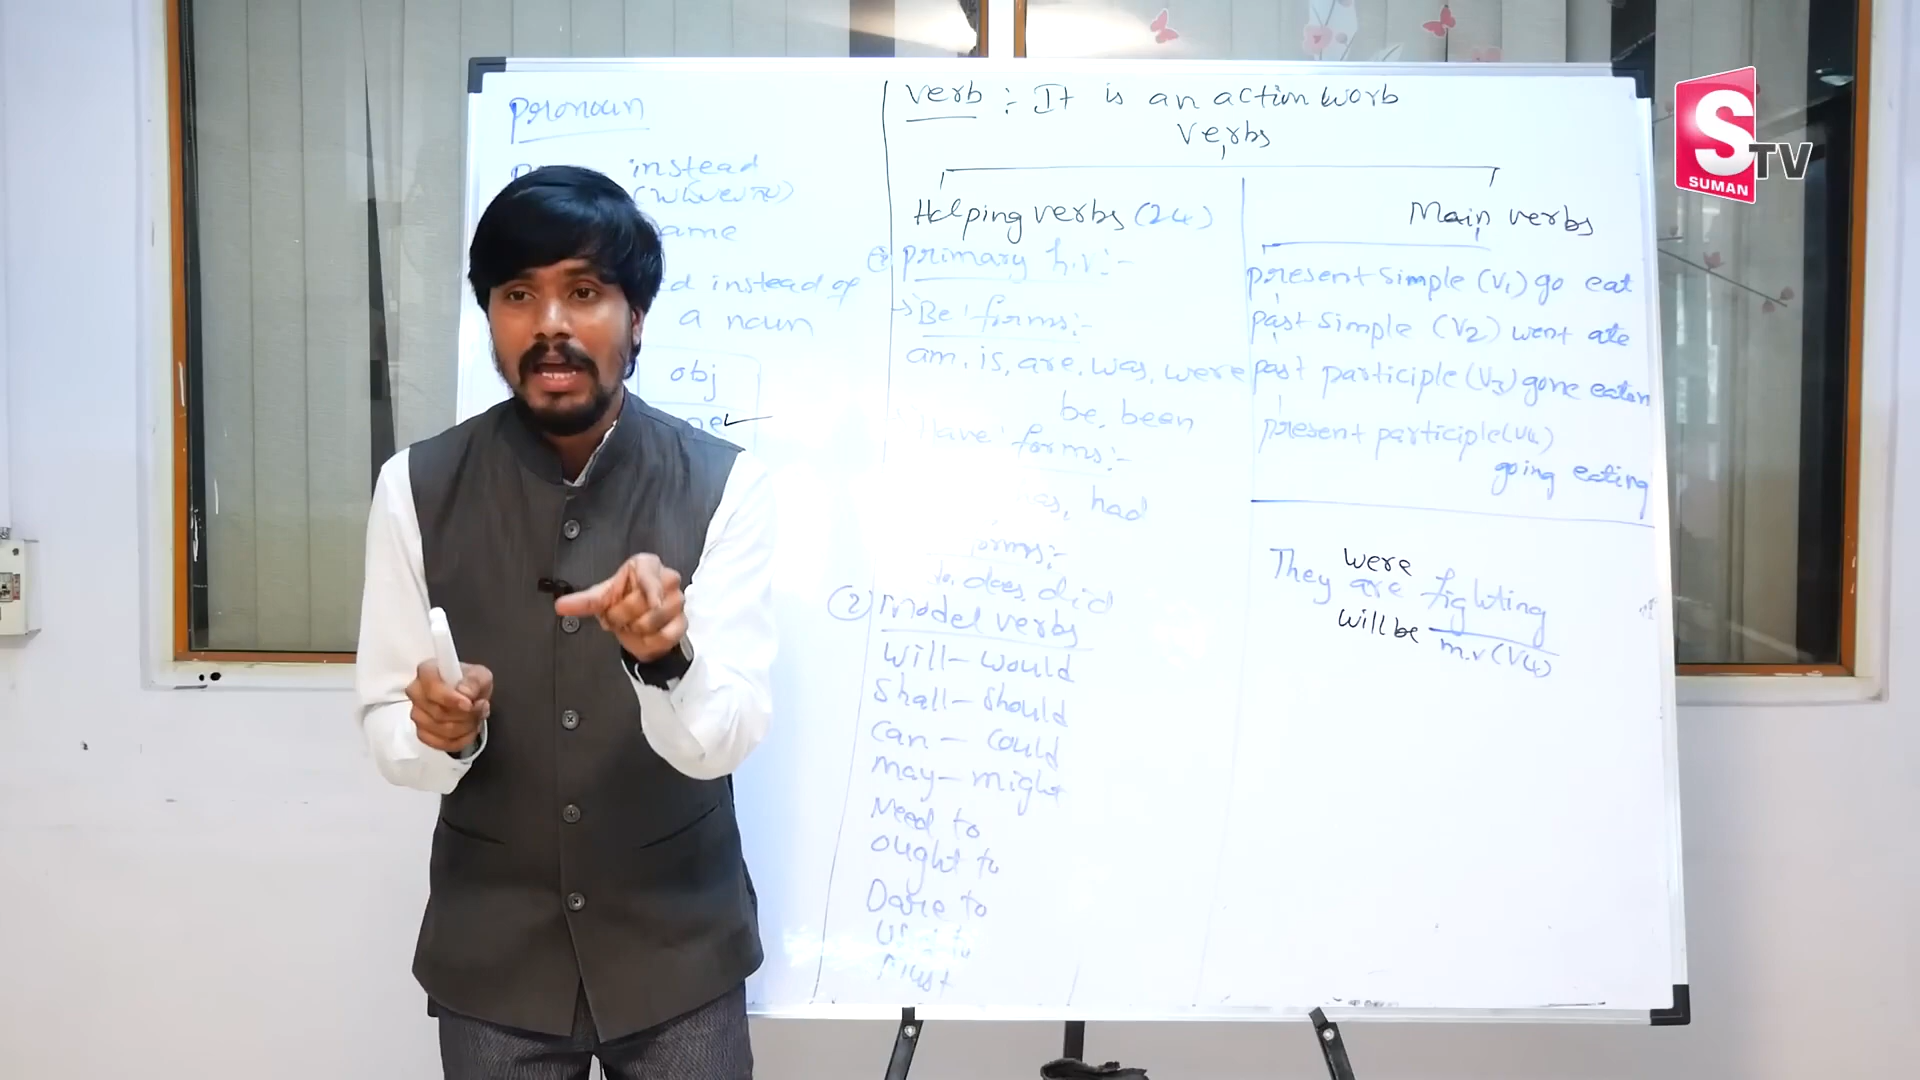 pronoun
instead
ame
d instead of
a noun
obj
verb :- It is an action worb
Verbs
Helping verbs (24)
primary h.v:-
→ 'Be' forms:-
am, is, are, was, were
be, been
'Have' forms:-
had
forms:-
does, did
② Model verbs
Will - would
Shall - should
Can - could
May - might
Need to
ought to
Dare to
Must
Main verbs
present simple (V1) go eat
past simple (V2) went ate
past participle (V3) gone eaten
present participle (V4)
going eating
were
They are fighting
will be m.v (V4)
S TV
SUMAN